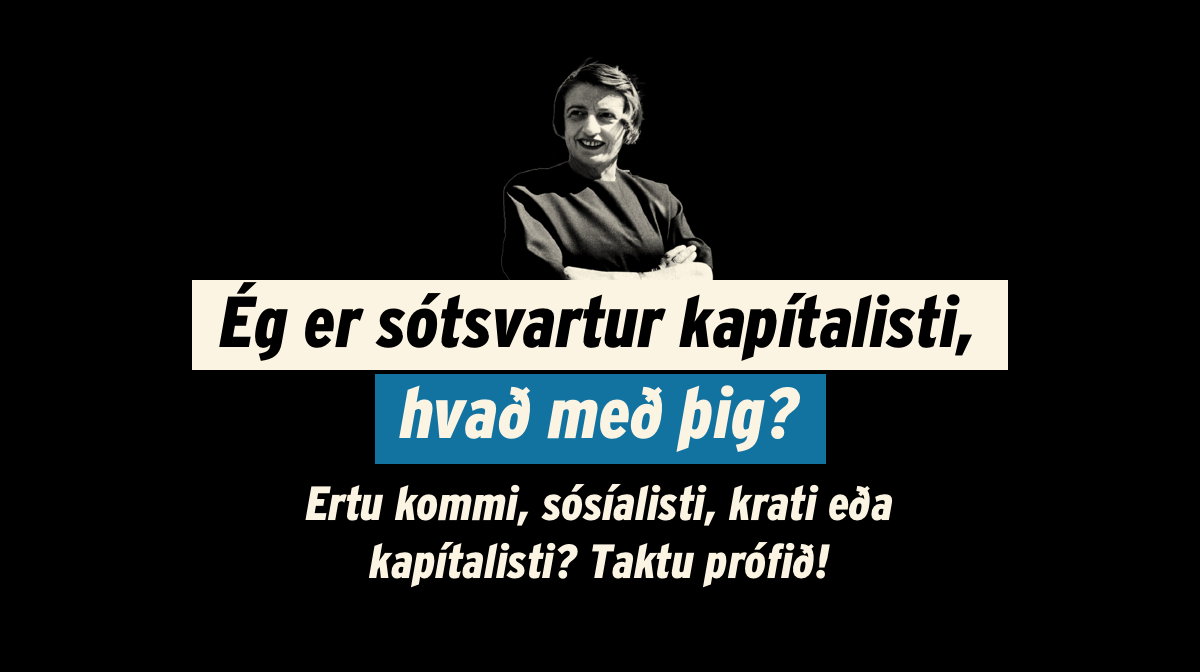 Ég er sótsvartur kapítalisti,
hvað með þig?
Ertu kommi, sósíalisti, krati eða
kapítalisti? Taktu prófið!